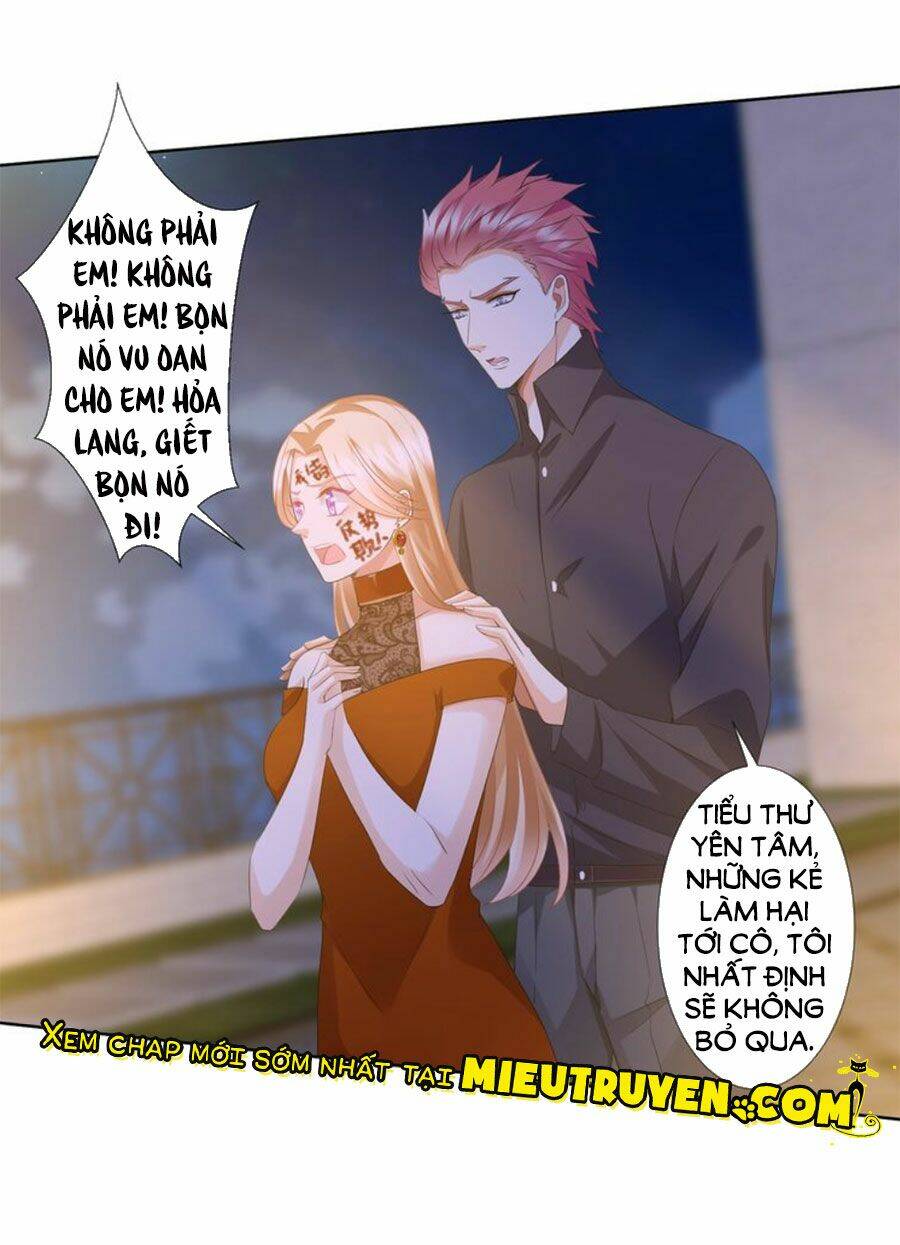 KHÔNG PHẢI
EM! KHÔNG
PHẢI EM! BỌN
NÓ VU OAN
CHO EM! HỎA
LANG, GIẾT
BỌN NÓ
ĐI!
TIỂU THƯ
YÊN TÂM,
NHỮNG KẺ
LÀM HẠI
TỚI CÔ, TÔI
NHẤT ĐỊNH
SẼ KHÔNG
BỎ QUA.
XEM CHAP MỚI SỚM NHẤT TẠI MIEUTRUYEN.COM